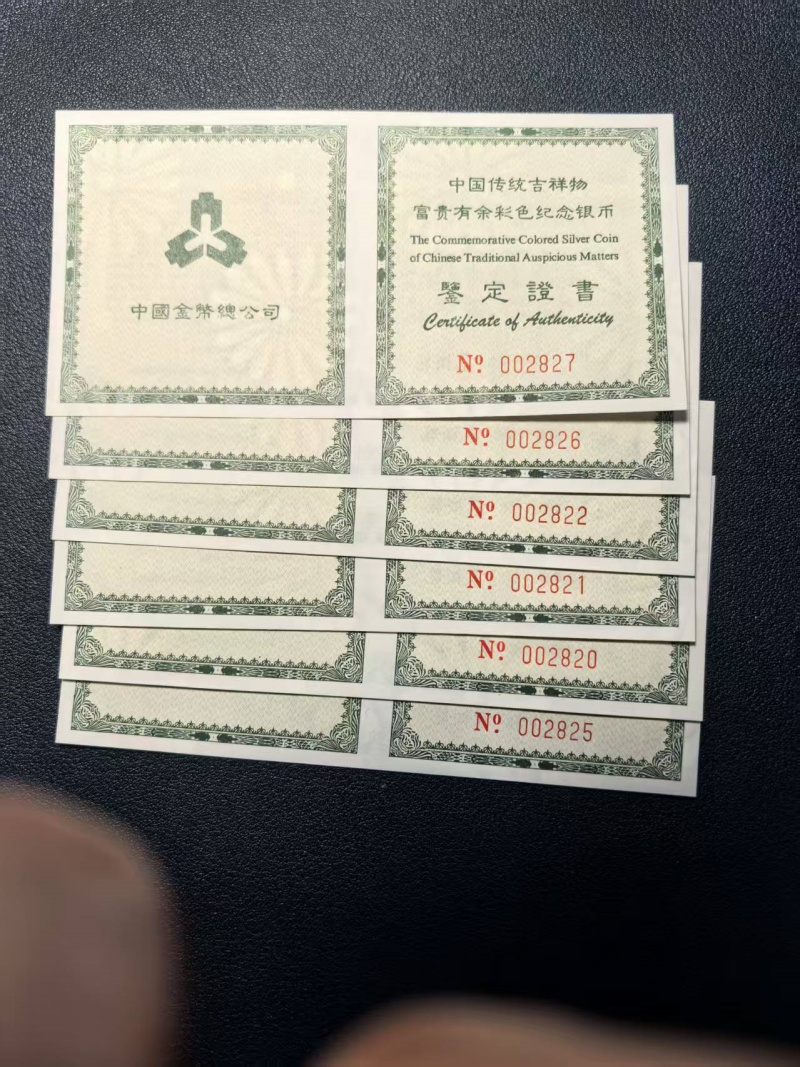 中國金幣總公司
中国传统吉祥物
富贵有余彩色纪念银币
The Commemorative Colored Silver Coin
of Chinese Traditional Auspicious Matters
鑒定證書
Certificate of Authenticity
Nº 002827
Nº 002826
Nº 002822
Nº 002821
Nº 002820
Nº 002825